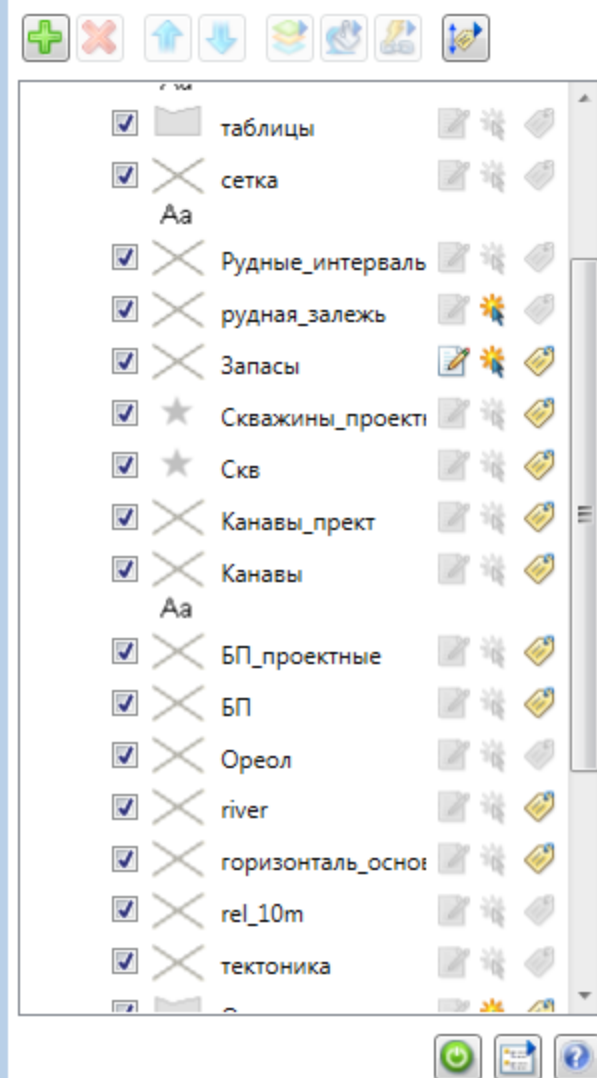 таблицы
сетка
Aa
Рудные_интервалы
рудная_залежь
Запасы
Скважины_проект
Скв
Канавы_прект
Канавы
Aa
БП_проектные
БП
Ореол
river
горизонталь_основ
rel_10m
тектоника